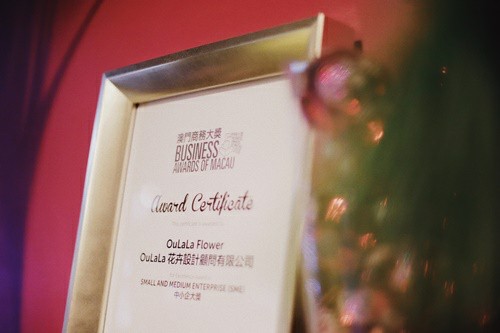 澳門商務大獎
BUSINESS
AWARDS OF MACAU
Award Certificate
OuLaLa Flower
OuLaLa 花卉設計顧問有限公司
SMALL AND MEDIUM ENTERPRISE (SME)
中小企大獎